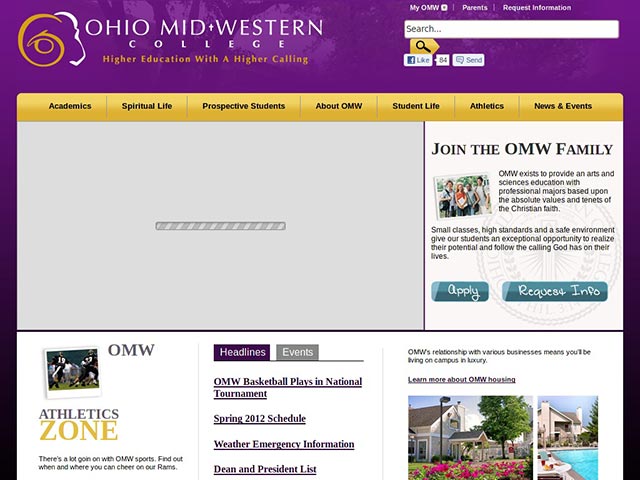 OHIO MID-WESTERN
COLLEGE
Higher Education With A Higher Calling
My OMW
Parents
Request Information
Search...
Like
84
Send
Academics
Spiritual Life
Prospective Students
About OMW
Student Life
Athletics
News & Events
JOIN THE OMW FAMILY
OMW exists to provide an arts and
sciences education with
professional majors based upon
the absolute values and tenets of
the Christian faith.
Small classes, high standards and a safe environment
give our students an exceptional opportunity to realize
their potential and follow the calling God has on their
lives.
Apply
Request Info
OMW
ATHLETICS
ZONE
There's a lot goin on with OMW sports. Find out
when and where you can cheer on our Rams.
Headlines
Events
OMW Basketball Plays in National
Tournament
Spring 2012 Schedule
Weather Emergency Information
Dean and President List
OMW's relationship with various businesses means you'll be
living on campus in luxury.
Learn more about OMW housing